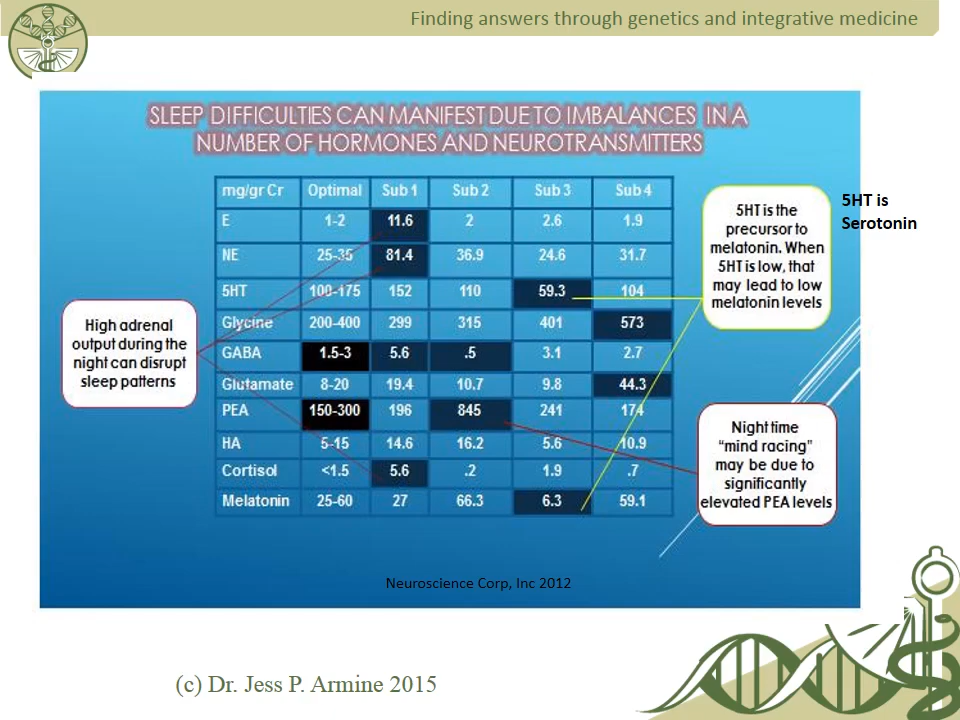 Finding answers through genetics and integrative medicine
SLEEP DIFFICULTIES CAN MANIFEST DUE TO IMBALANCES IN A
NUMBER OF HORMONES AND NEUROTRANSMITTERS
mg/gr Cr Optimal Sub 1 Sub 2 Sub 3 Sub 4
E 1-2 11.6 2 2.6 1.9
NE 25-35 81.4 36.9 24.6 31.7
5HT 100-175 152 110 59.3 104
Glycine 200-400 299 315 401 573
GABA 1.5-3 5.6 .5 3.1 2.7
Glutamate 8-20 19.4 10.7 9.8 44.3
PEA 150-300 196 845 241 174
HA 5-15 14.6 16.2 5.6 10.9
Cortisol <1.5 5.6 .2 1.9 .7
Melatonin 25-60 27 66.3 6.3 59.1
High adrenal
output during the
night can disrupt
sleep patterns
5HT is the
precursor to
melatonin. When
5HT is low, that
may lead to low
melatonin levels
5HT is
Serotonin
Night time
“mind racing”
may be due to
significantly
elevated PEA levels
Neuroscience Corp, Inc 2012
(c) Dr. Jess P. Armine 2015